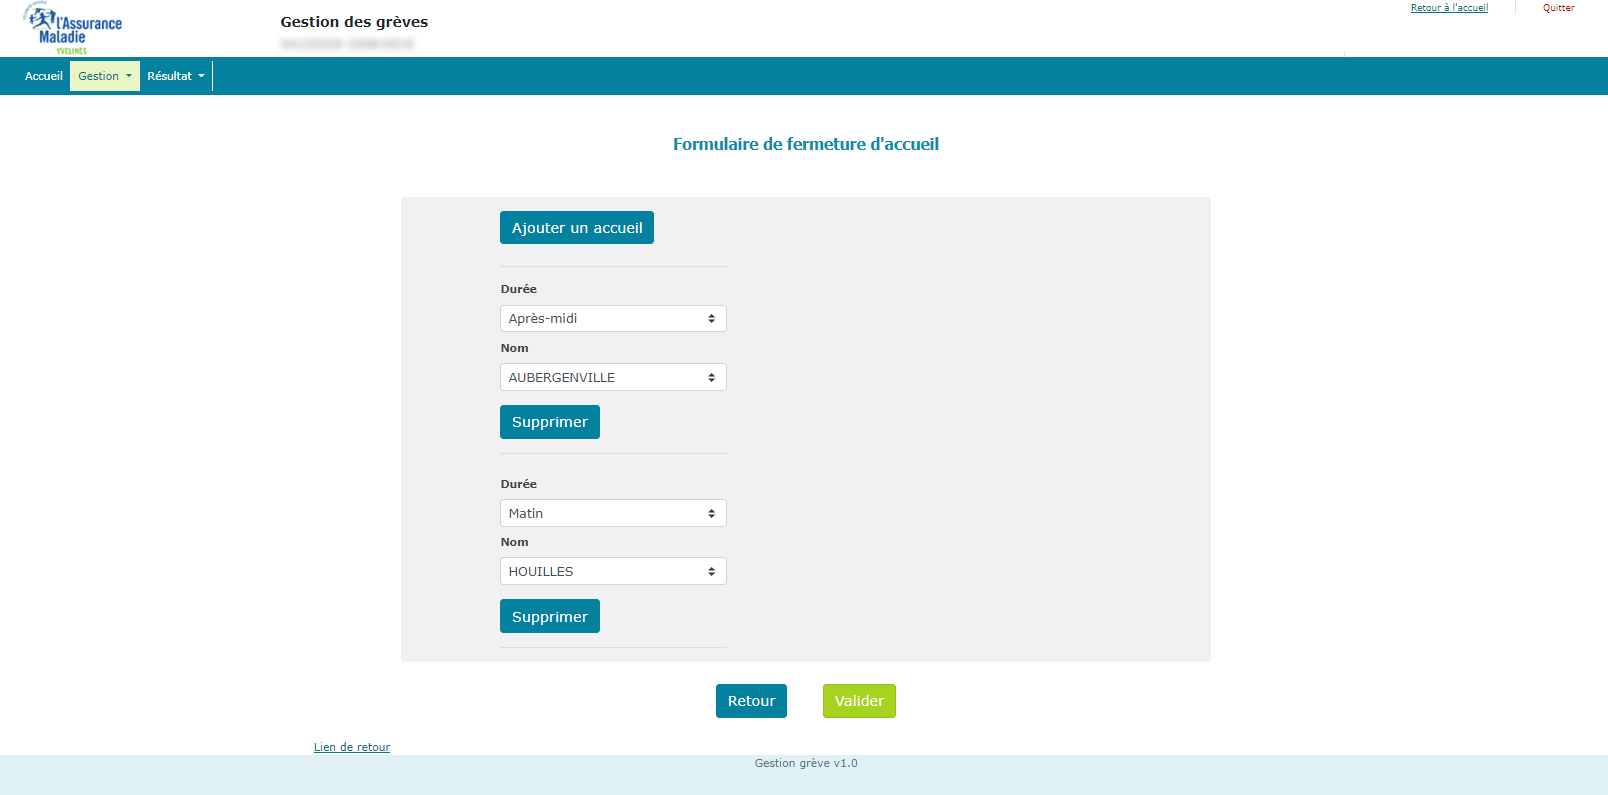 l'Assurance
Maladie
YVELINES
Gestion des grèves
Retour à l'accueil
Quitter
Accueil
Gestion
Résultat
Formulaire de fermeture d'accueil
Ajouter un accueil
Durée
Après-midi
Nom
AUBERGENVILLE
Supprimer
Durée
Matin
Nom
HOUILLES
Supprimer
Retour
Valider
Lien de retour
Gestion grève v1.0